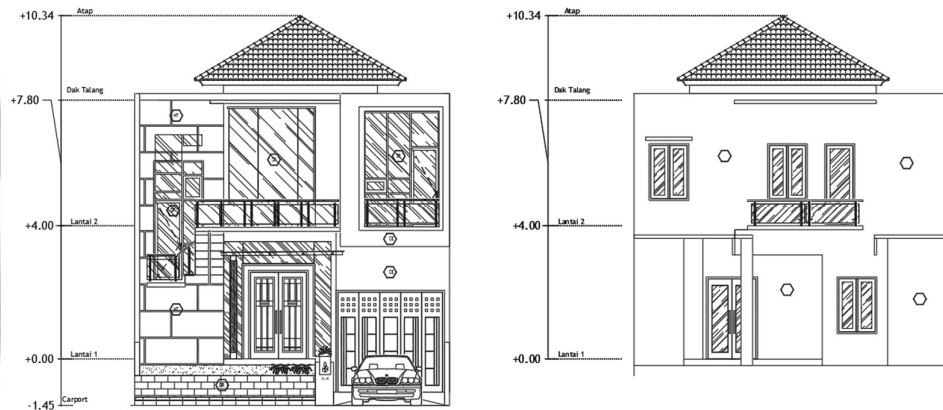 +10.34 Atap
+7.80 Dak Talang
+4.00 Lantai 2
+0.00 Lantai 1
-1.45 Carport
+10.34 Atap
+7.80 Dak Talang
+4.00 Lantai 2
+0.00 Lantai 1